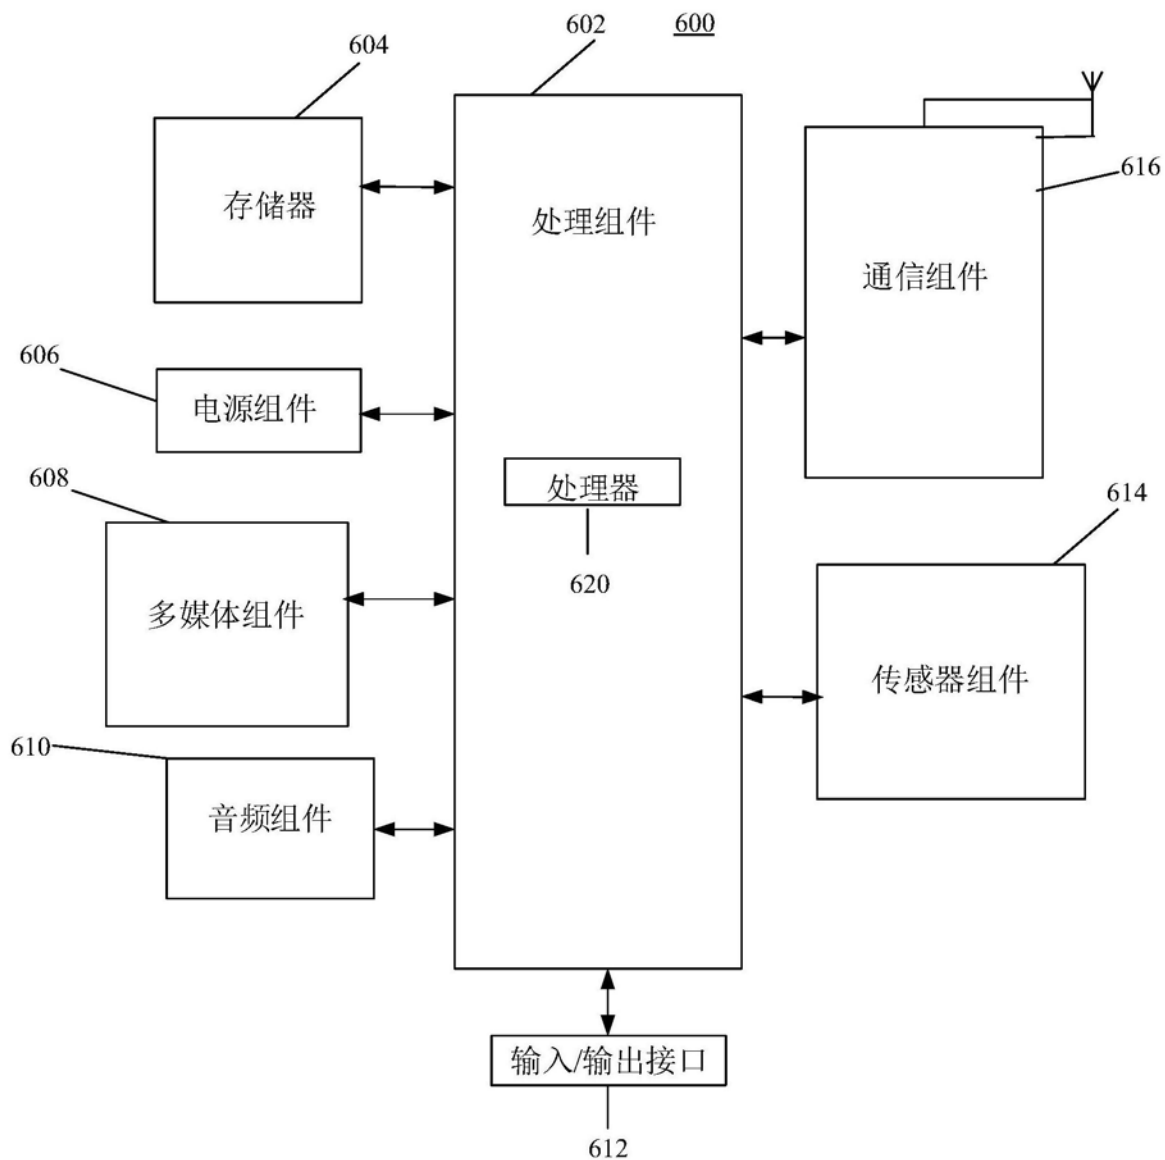 602
600
604
存储器
处理组件
616
通信组件
606
电源组件
处理器
620
608
多媒体组件
614
传感器组件
610
音频组件
输入/输出接口
612